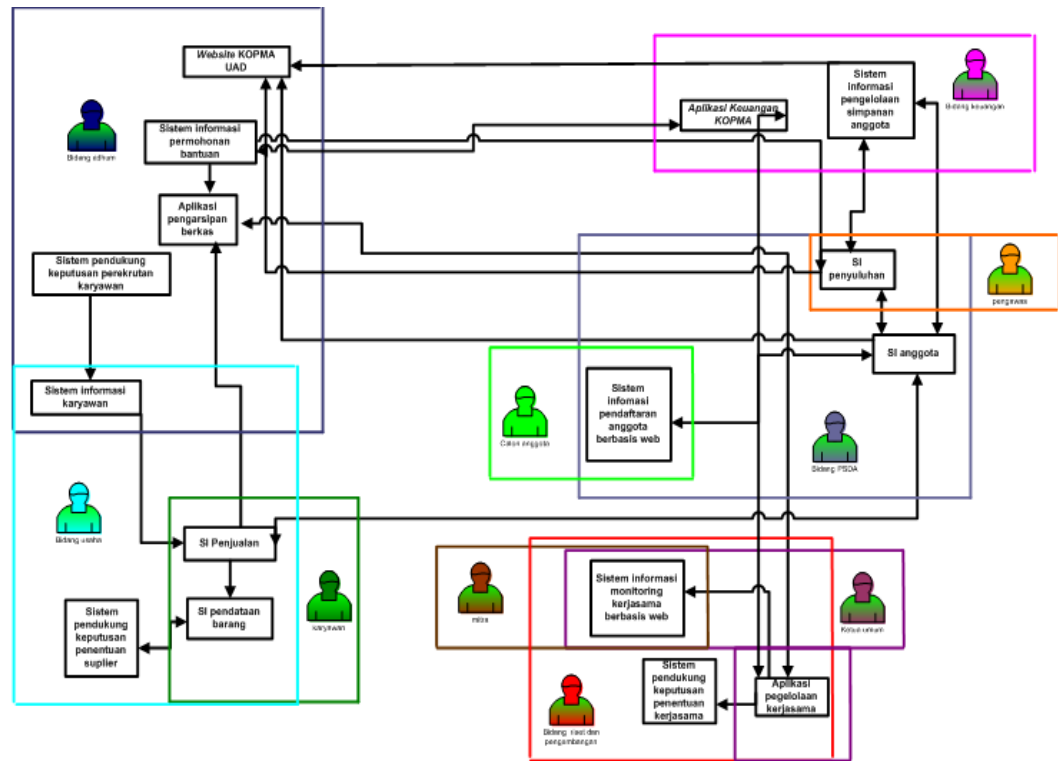 Website KOPMA
UAD
Bidang adhum
Sistem informasi
permohonan
bantuan
Aplikasi
pengarsipan
berkas
Sistem pendukung
keputusan perekrutan
karyawan
Sistem informasi
karyawan
Bidang usaha
SI Penjualan
SI pendataan
barang
Sistem
pendukung
keputusan
penentuan
suplier
karyawan
Aplikasi Keuangan
KOPMA
Sistem
informasi
pengelolaan
simpanan
anggota
Bidang keuangan
SI
penyuluhan
pengawas
SI anggota
Calon anggota
Sistem
infomasi
pendaftaran
anggota
berbasis web
Bidang PSDA
mitra
Sistem informasi
monitoring
kerjasama
berbasis web
Ketua umum
Bidang riset dan
pengembangan
Sistem
pendukung
keputusan
penentuan
kerjasama
Aplikasi
pegelolaan
kerjasama